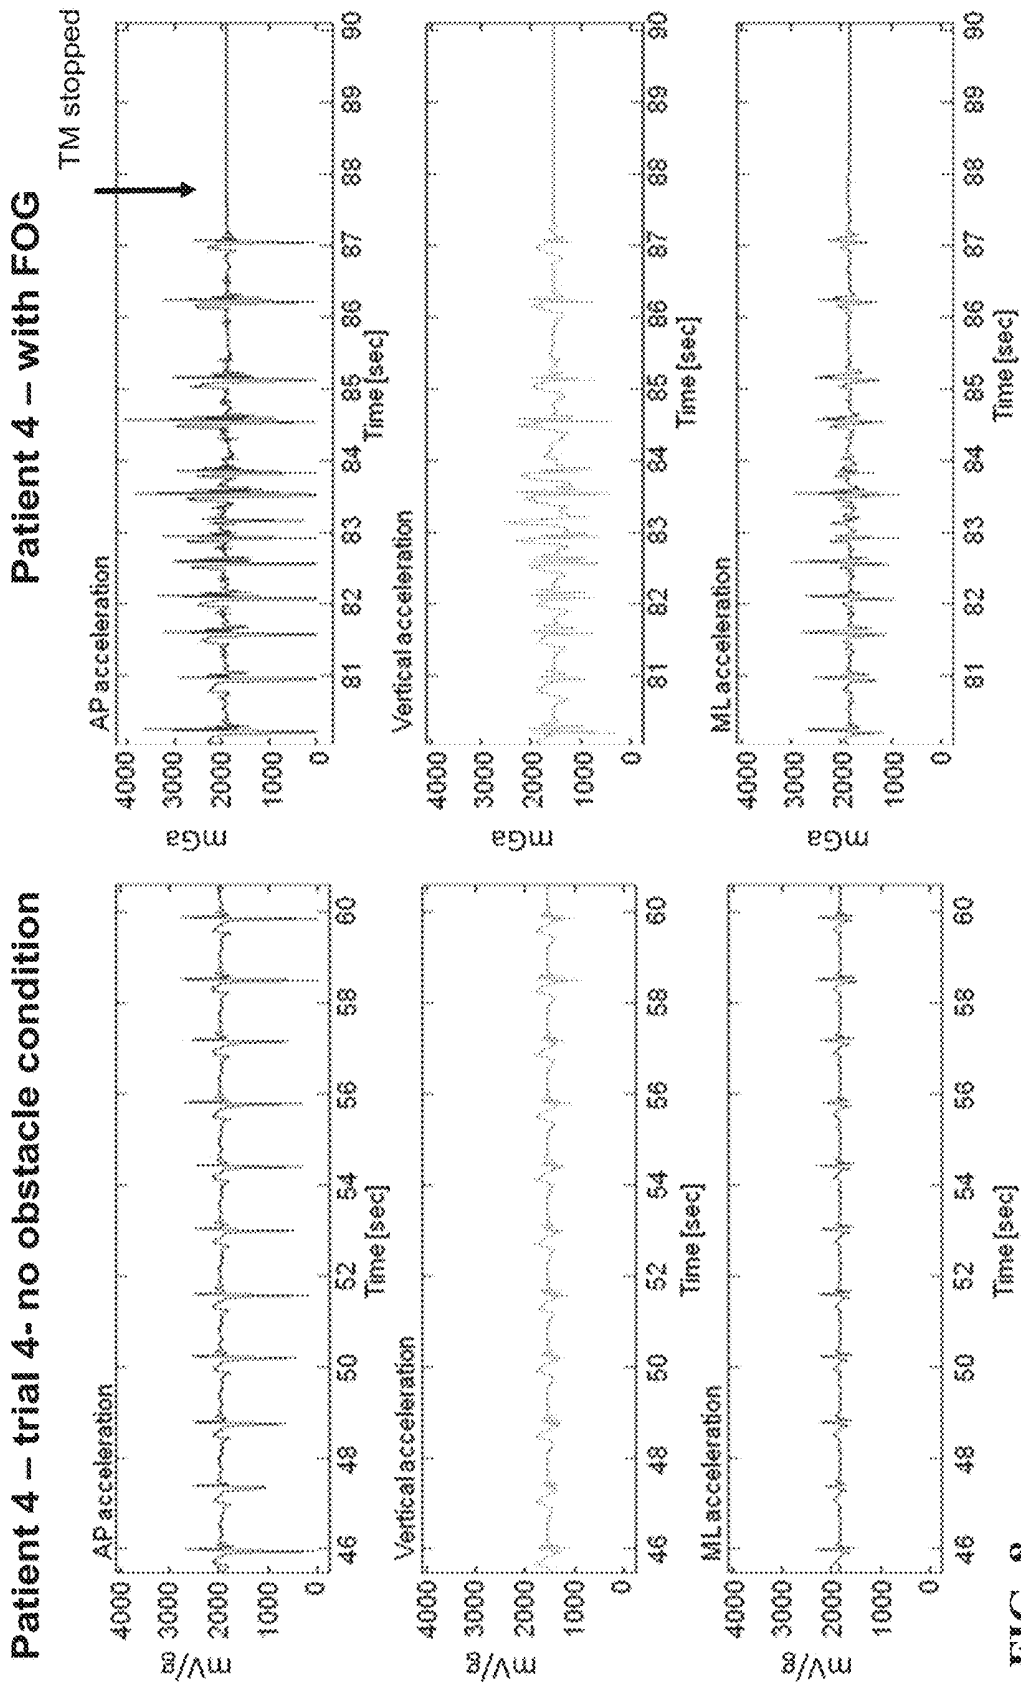 Patient 4 – trial 4- no obstacle condition
AP acceleration
mV/g
4000
3000
2000
1000
0
46 48 50 52 54 56 58 60
Time [sec]
Vertical acceleration
mV/g
4000
3000
2000
1000
0
46 48 50 52 54 56 58 60
Time [sec]
ML acceleration
mV/g
4000
3000
2000
1000
0
46 48 50 52 54 56 58 60
Time [sec]
Patient 4 – with FOG
TM stopped
AP acceleration
mGa
4000
3000
2000
1000
0
81 82 83 84 85 86 87 88 89 90
Time [sec]
Vertical acceleration
mGa
4000
3000
2000
1000
0
81 82 83 84 85 86 87 88 89 90
Time [sec]
ML acceleration
mGa
4000
3000
2000
1000
0
81 82 83 84 85 86 87 88 89 90
Time [sec]